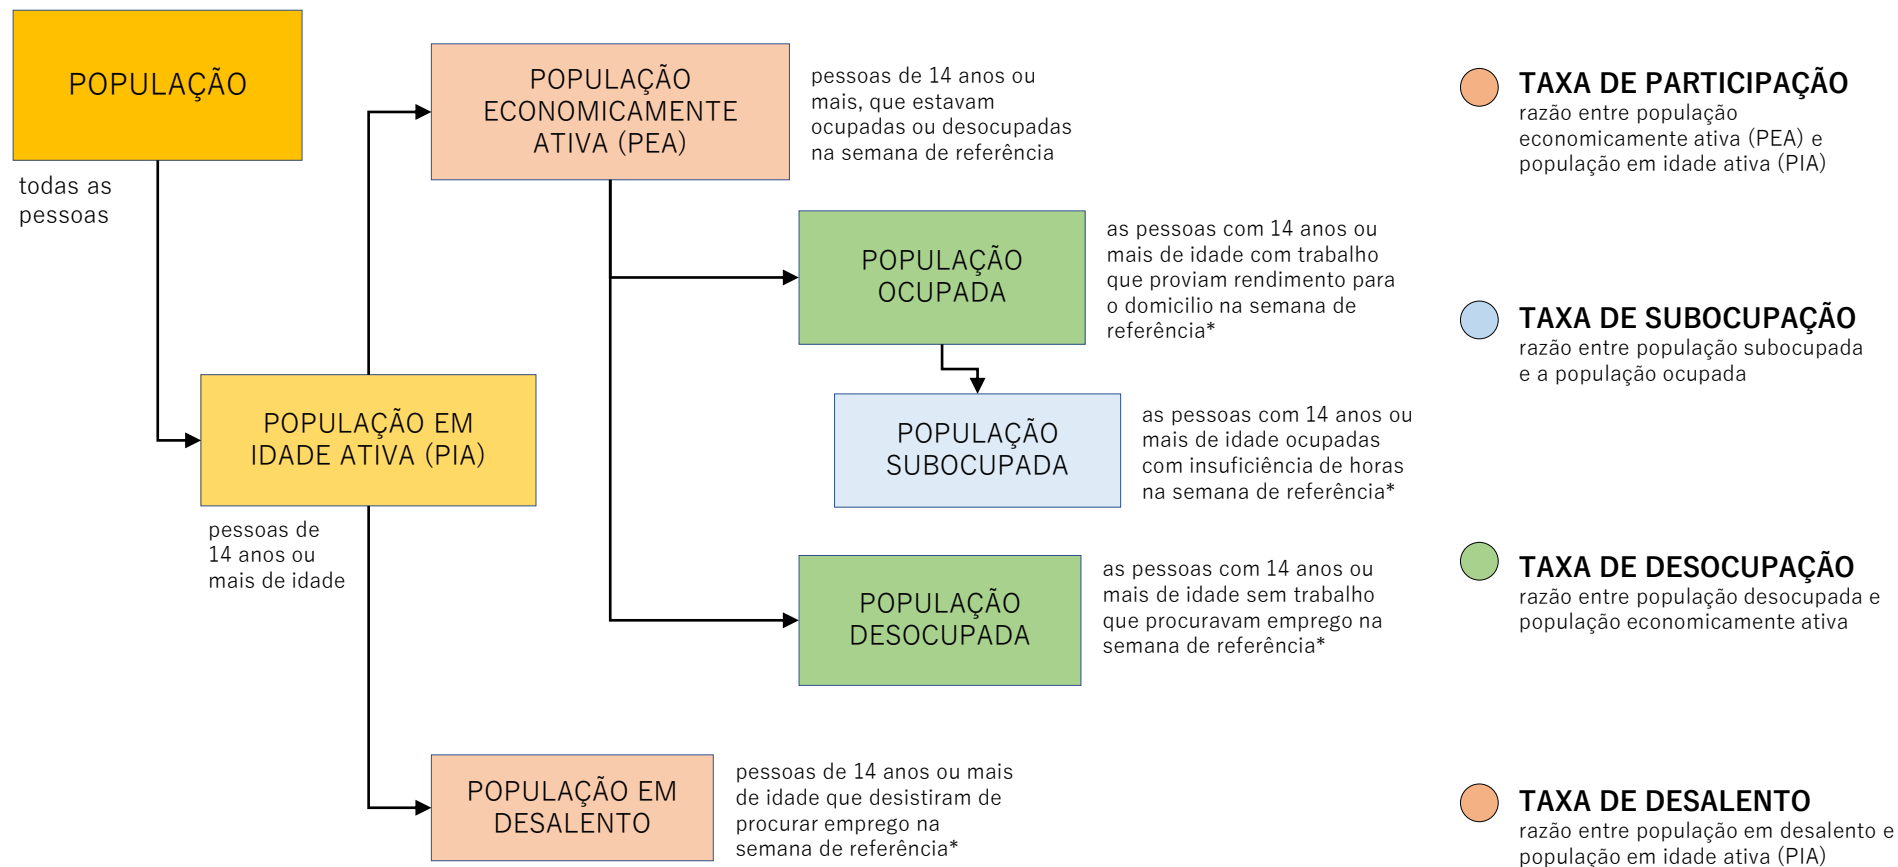 POPULAÇÃO
todas as
pessoas
POPULAÇÃO EM
IDADE ATIVA (PIA)
pessoas de
14 anos ou
mais de idade
POPULAÇÃO
ECONOMICAMENTE
ATIVA (PEA)
pessoas de 14 anos ou
mais, que estavam
ocupadas ou desocupadas
na semana de referência
POPULAÇÃO
OCUPADA
as pessoas com 14 anos ou
mais de idade com trabalho
que proviam rendimento para
o domicilio na semana de
referência*
POPULAÇÃO
SUBOCUPADA
as pessoas com 14 anos ou
mais de idade ocupadas
com insuficiência de horas
na semana de referência*
POPULAÇÃO
DESOCUPADA
as pessoas com 14 anos ou
mais de idade sem trabalho
que procuravam emprego na
semana de referência*
POPULAÇÃO EM
DESALENTO
pessoas de 14 anos ou mais
de idade que desistiram de
procurar emprego na
semana de referência*
TAXA DE PARTICIPAÇÃO
razão entre população
economicamente ativa (PEA) e
população em idade ativa (PIA)
TAXA DE SUBOCUPAÇÃO
razão entre população subocupada
e a população ocupada
TAXA DE DESOCUPAÇÃO
razão entre população desocupada e
população economicamente ativa
TAXA DE DESALENTO
razão entre população em desalento e
população em idade ativa (PIA)